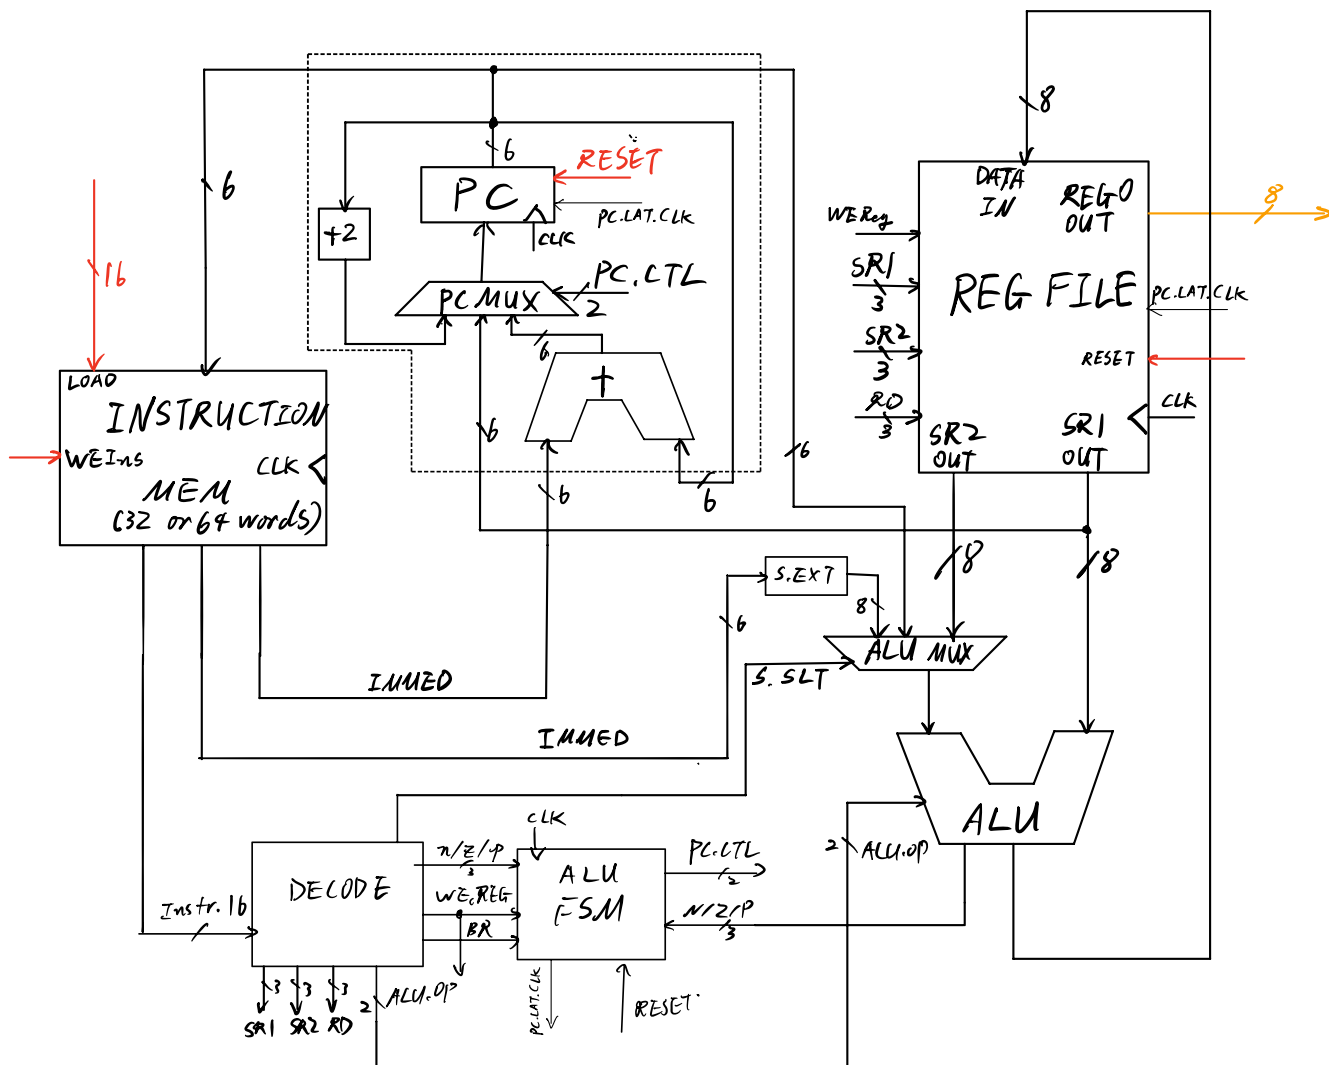 8
6
6
RESET
PC
PC.LAT.CLK
CLK
+2
16
PC.CTL
2
PC MUX
6
+
6
6
6
6
LOAD
INSTRUCTION
WEIns
CLK
MEM
(32 or 64 words)
DATA
IN
REG0
OUT
8
WEReg
SR1
3
REG FILE
PC.LAT.CLK
SR2
3
RESET
RD
3
CLK
SR2
OUT
SR1
OUT
8
8
S.EXT
8
6
ALU MUX
S.SLT
IMMED
IMMED
ALU
2
ALU.OP
CLK
n/z/p
3
DECODE
WE.REG
BR
ALU
FSM
PC.CTL
2
N/Z/P
3
Instr.16
3
3
3
2
ALU.OP
SR1
SR2
RD
PC.LAT.CLK
RESET